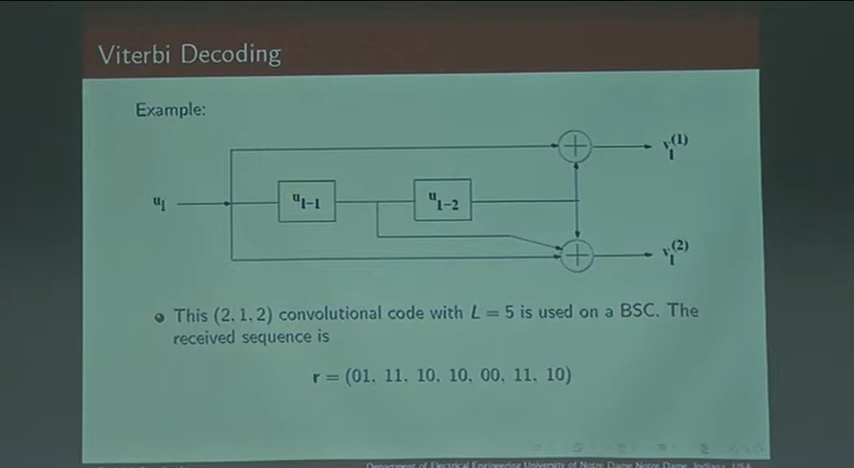 Viterbi Decoding
Example:
v_l^(1)
u_l
u_{l-1}
u_{l-2}
v_l^(2)
This (2, 1, 2) convolutional code with L = 5 is used on a BSC. The
received sequence is
r = (01, 11, 10, 10, 00, 11, 10)
Department of Electrical Engineering University of Notre Dame Notre Dame, Indiana, USA